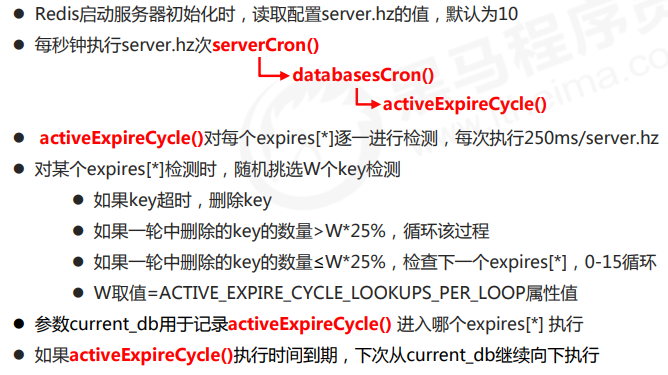 Redis启动服务器初始化时，读取配置server.hz的值，默认为10
每秒钟执行server.hz次serverCron()
databasesCron()
activeExpireCycle()
activeExpireCycle()对每个expires[*]逐一进行检测，每次执行250ms/server.hz
对某个expires[*]检测时，随机挑选W个key检测
如果key超时，删除key
如果一轮中删除的key的数量>W*25%，循环该过程
如果一轮中删除的key的数量≤W*25%，检查下一个expires[*]，0-15循环
W取值=ACTIVE_EXPIRE_CYCLE_LOOKUPS_PER_LOOP属性值
参数current_db用于记录activeExpireCycle() 进入哪个expires[*] 执行
如果activeExpireCycle()执行时间到期，下次从current_db继续向下执行
黑马程序员